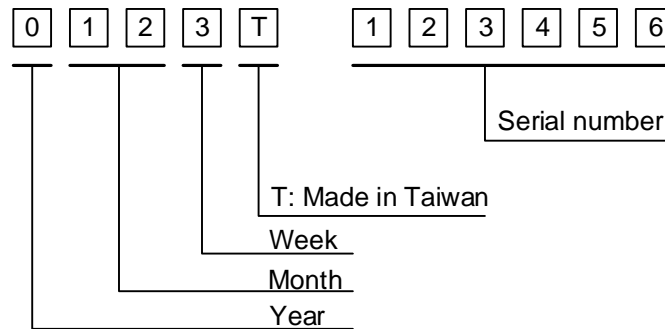 0 1 2 3 T 1 2 3 4 5 6
Serial number
T: Made in Taiwan
Week
Month
Year